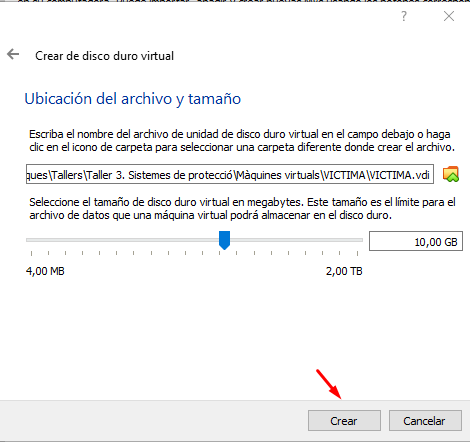 Crear de disco duro virtual
Ubicación del archivo y tamaño
Escriba el nombre del archivo de unidad de disco duro virtual en el campo debajo o haga
clic en el icono de carpeta para seleccionar una carpeta diferente donde crear el archivo.
ques\Tallers\Taller 3. Sistemes de protecció\Màquines virtuals\VICTIMA\VICTIMA.vdi
Seleccione el tamaño de disco duro virtual en megabytes. Este tamaño es el límite para el
archivo de datos que una máquina virtual podrá almacenar en el disco duro.
10,00 GB
4,00 MB 2,00 TB
Crear Cancelar